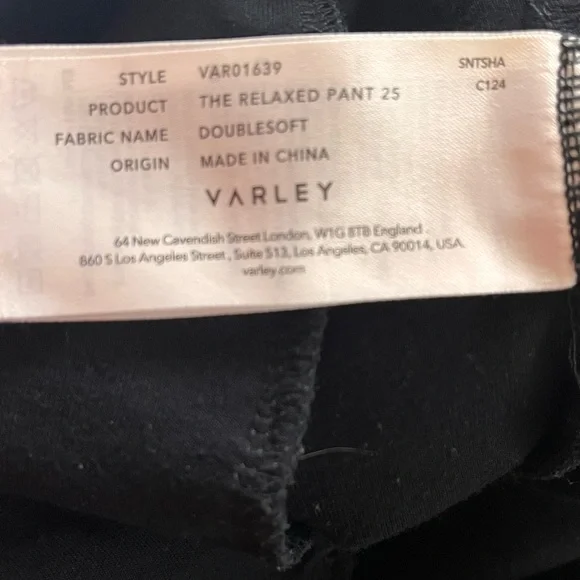 STYLE VAR01639
PRODUCT THE RELAXED PANT 25
FABRIC NAME DOUBLESOFT
ORIGIN MADE IN CHINA
SNTSHA
C124
VARLEY
64 New Cavendish Street London, W1G 8TB England .
860 S Los Angeles Street , Suite 513, Los Angeles, CA 90014, USA
varley.com